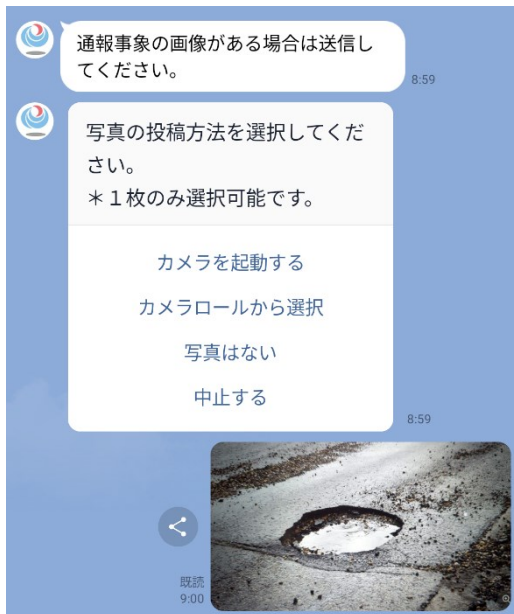 通報事象の画像がある場合は送信し
てください。
8:59
写真の投稿方法を選択してくだ
さい。
＊１枚のみ選択可能です。
カメラを起動する
カメラロールから選択
写真はない
中止する
8:59
既読
9:00